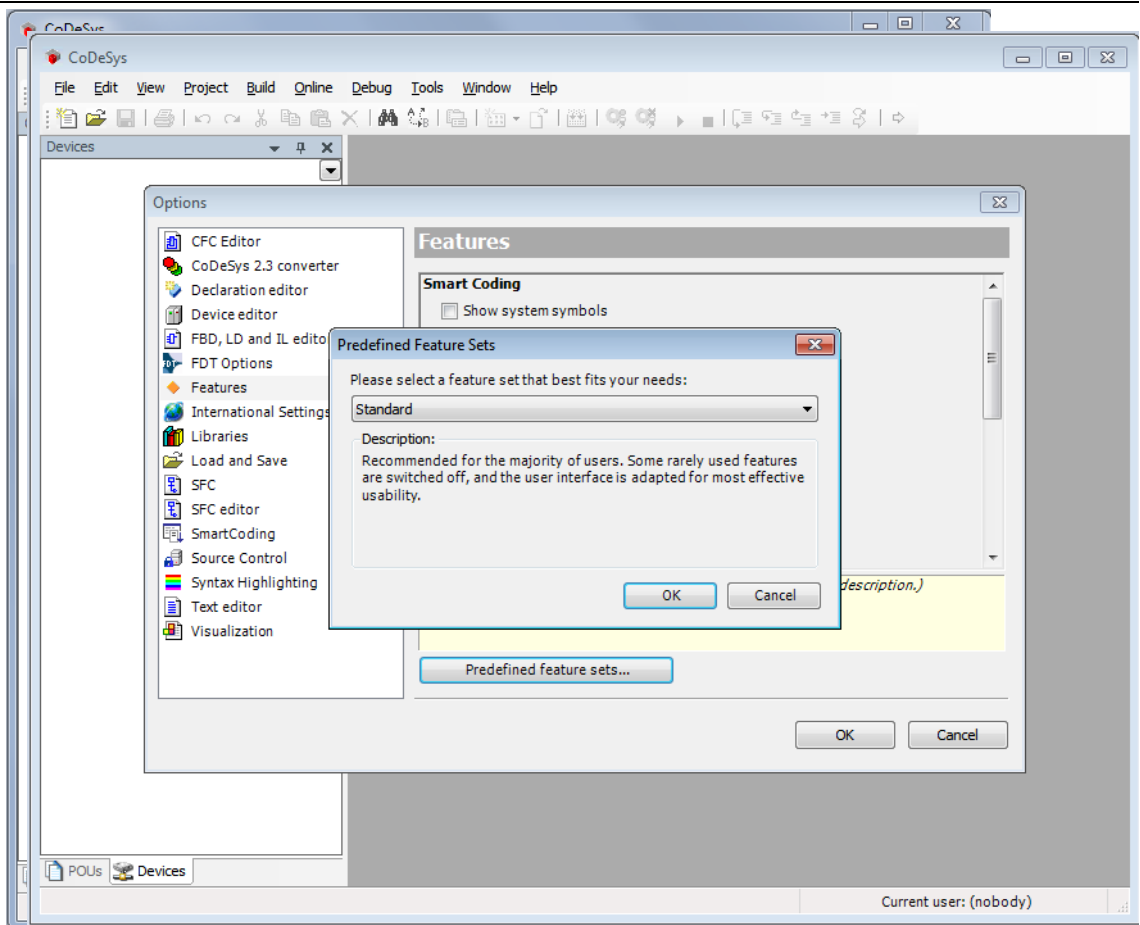 CoDeSys
CoDeSys
File Edit View Project Build Online Debug Tools Window Help
Devices
Options
CFC Editor
CoDeSys 2.3 converter
Declaration editor
Device editor
FBD, LD and IL edito
FDT Options
Features
International Settings
Libraries
Load and Save
SFC
SFC editor
SmartCoding
Source Control
Syntax Highlighting
Text editor
Visualization
Features
Smart Coding
Show system symbols
Predefined Feature Sets
Please select a feature set that best fits your needs:
Standard
Description:
Recommended for the majority of users. Some rarely used features
are switched off, and the user interface is adapted for most effective
usability.
OK Cancel
description.)
Predefined feature sets...
OK Cancel
POUs Devices
Current user: (nobody)